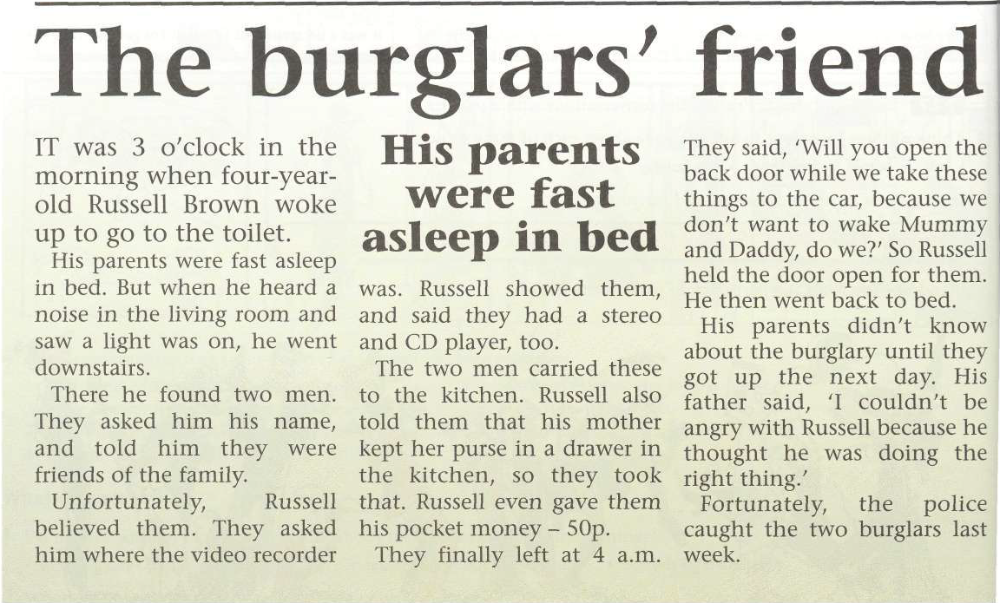 The burglars' friend
IT was 3 o'clock in the
morning when four-year-
old Russell Brown woke
up to go to the toilet.
His parents were fast asleep
in bed. But when he heard a
noise in the living room and
saw a light was on, he went
downstairs.
There he found two men.
They asked him his name,
and told him they were
friends of the family.
Unfortunately, Russell
believed them. They asked
him where the video recorder
His parents
were fast
asleep in bed
was. Russell showed them,
and said they had a stereo
and CD player, too.
The two men carried these
to the kitchen. Russell also
told them that his mother
kept her purse in a drawer in
the kitchen, so they took
that. Russell even gave them
his pocket money – 50p.
They finally left at 4 a.m.
They said, 'Will you open the
back door while we take these
things to the car, because we
don't want to wake Mummy
and Daddy, do we?' So Russell
held the door open for them.
He then went back to bed.
His parents didn't know
about the burglary until they
got up the next day. His
father said, 'I couldn't be
angry with Russell because he
thought he was doing the
right thing.'
Fortunately, the police
caught the two burglars last
week.